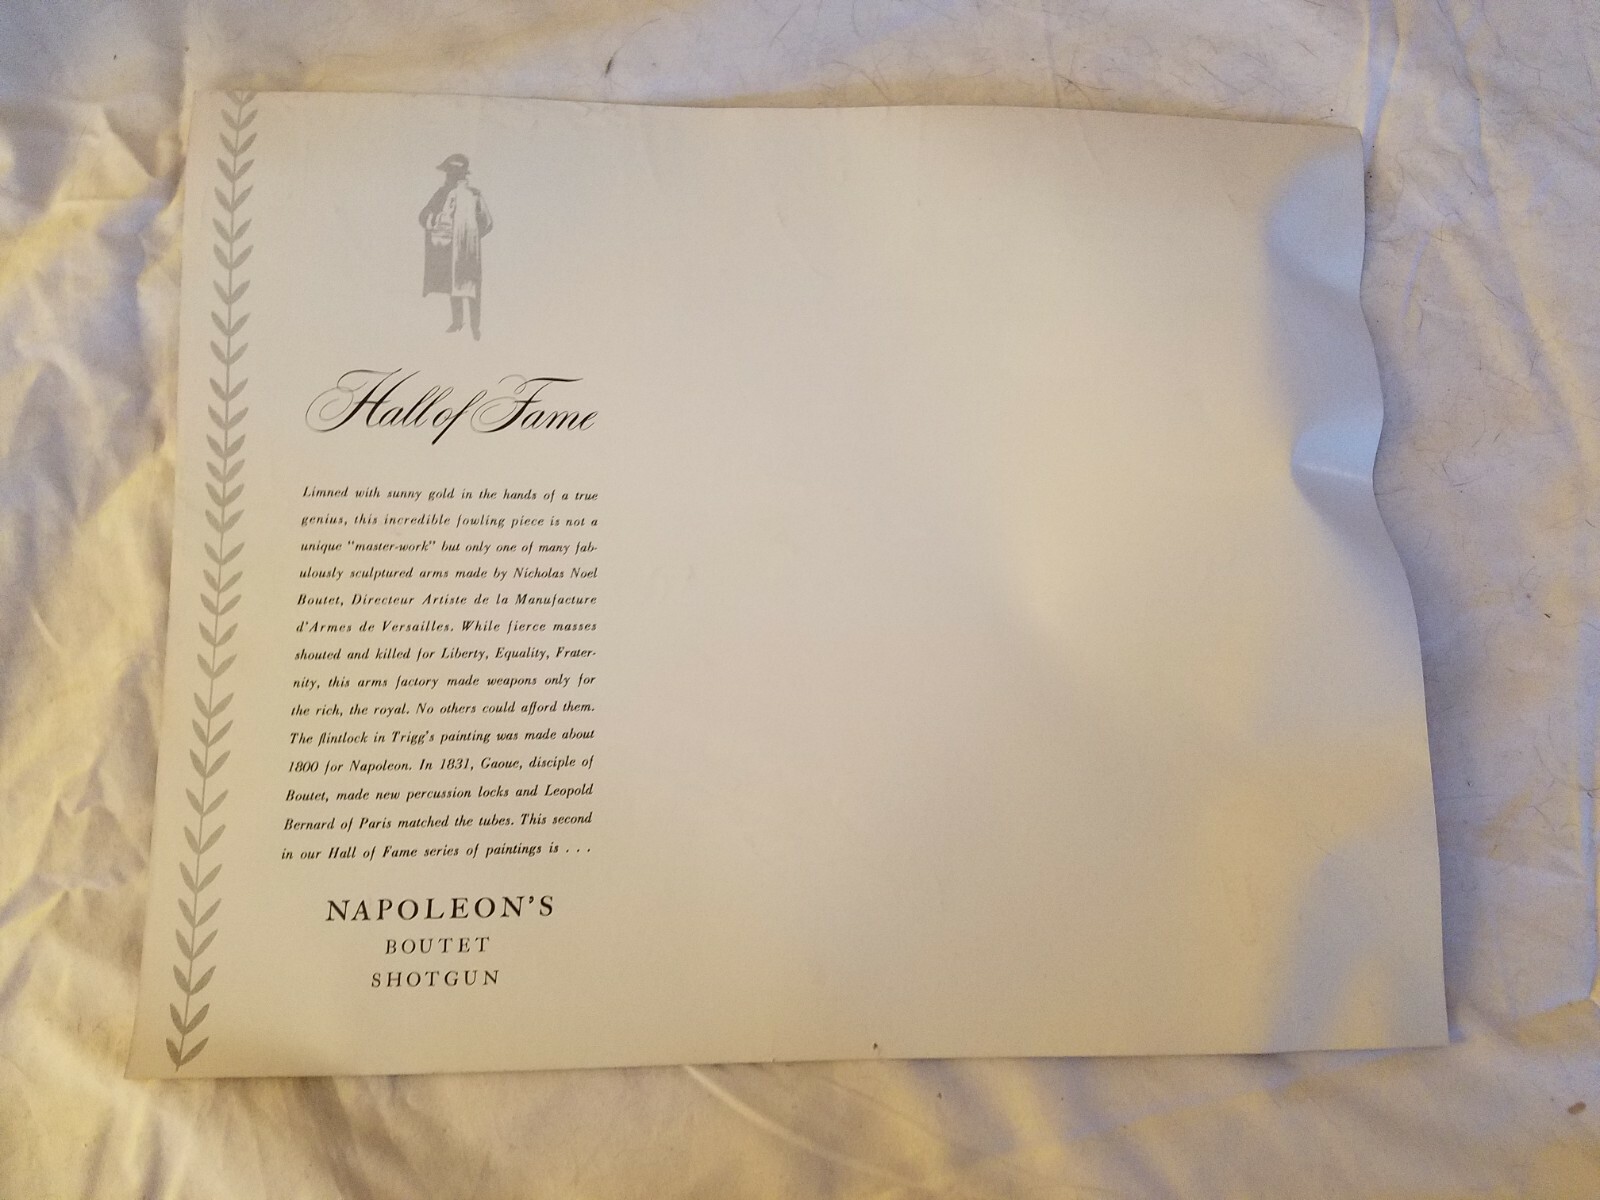 Hall of Fame
Limned with sunny gold in the hands of a true
genius, this incredible fowling piece is not a
unique "master-work" but only one of many fab-
ulously sculptured arms made by Nicholas Noel
Boutet, Directeur Artiste de la Manufacture
d'Armes de Versailles. While fierce masses
shouted and killed for Liberty, Equality, Frater-
nity, this arms factory made weapons only for
the rich, the royal. No others could afford them.
The flintlock in Trigg's painting was made about
1800 for Napoleon. In 1831, Gaoue, disciple of
Boutet, made new percussion locks and Leopold
Bernard of Paris matched the tubes. This second
in our Hall of Fame series of paintings is . . .
NAPOLEON'S
BOUTET
SHOTGUN